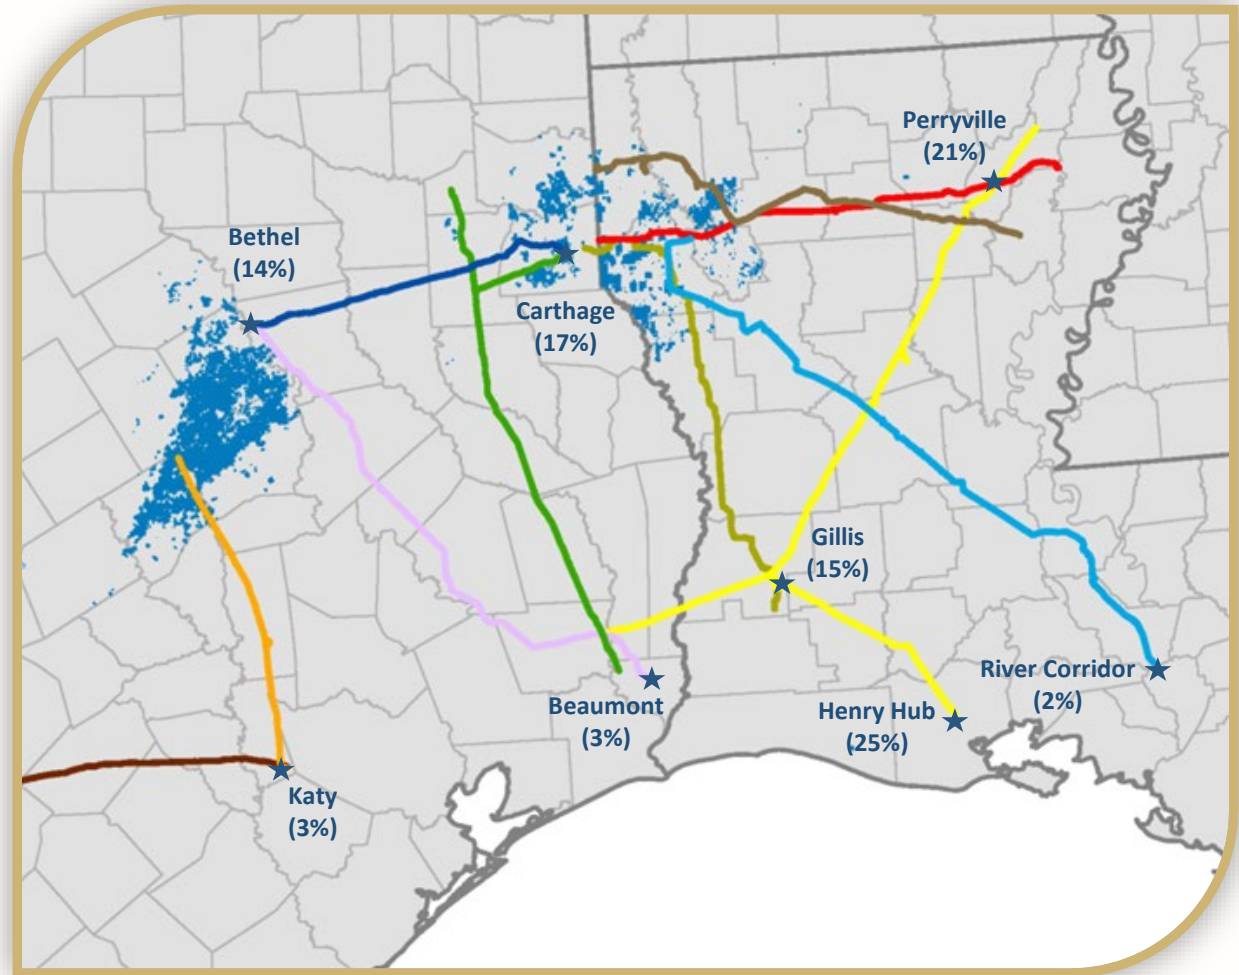 Perryville
(21%)
Bethel
(14%)
Carthage
(17%)
Gillis
(15%)
River Corridor
(2%)
Beaumont
(3%)
Henry Hub
(25%)
Katy
(3%)